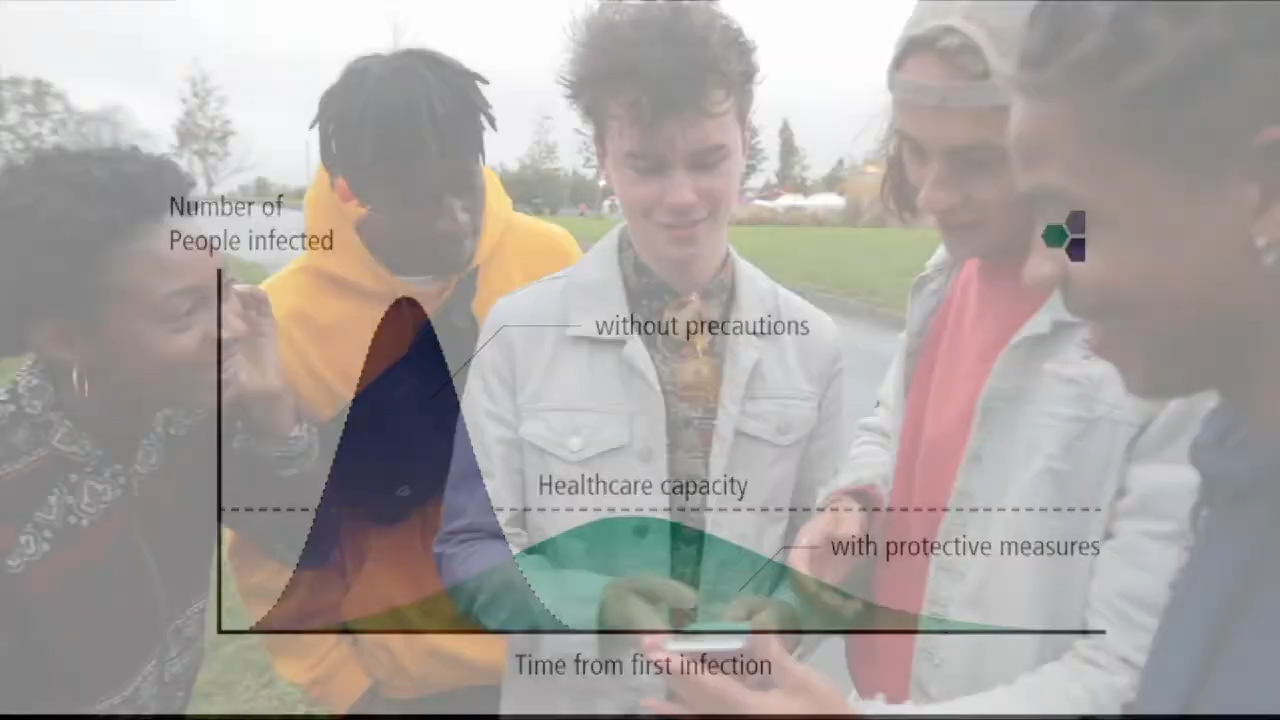 Number of
People infected
without precautions
Healthcare capacity
with protective measures
Time from first infection